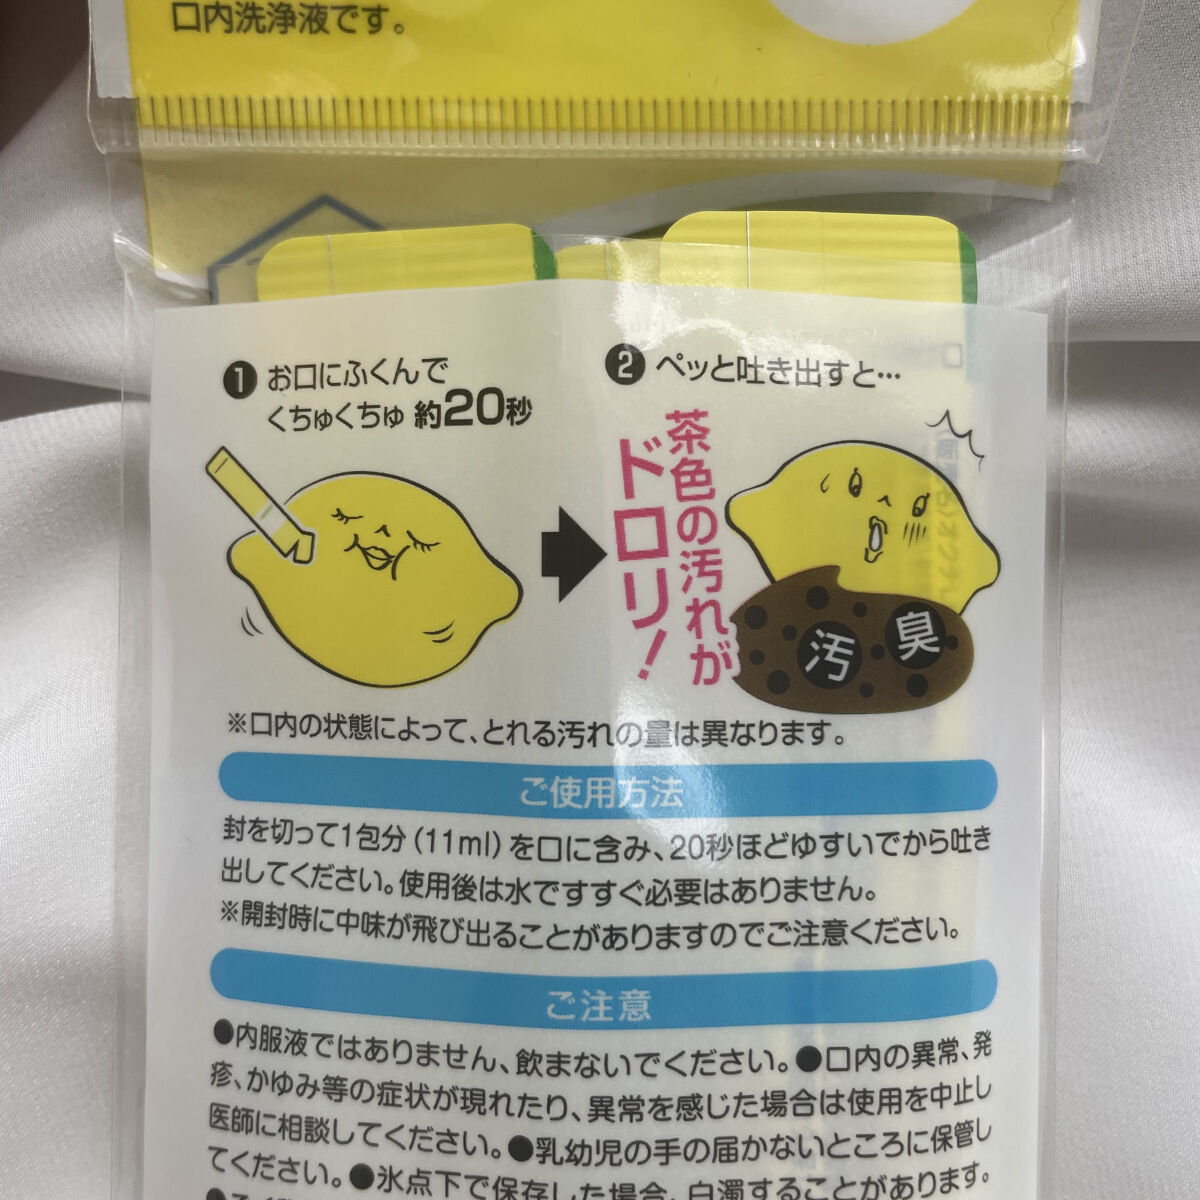 口内洗浄液です。
❶ お口にふくんで
くちゅくちゅ 約20秒
❷ ペッと吐き出すと…
茶色の汚れが
ドロリ!
汚 臭
※口内の状態によって、とれる汚れの量は異なります。
ご使用方法
封を切って1包分(11ml)を口に含み、20秒ほどゆすいでから吐き
出してください。使用後は水ですすぐ必要はありません。
※開封時に中味が飛び出ることがありますのでご注意ください。
ご注意
●内服液ではありません、飲まないでください。●口内の異常、発
疹、かゆみ等の症状が現れたり、異常を感じた場合は使用を中止し
医師に相談してください。●乳幼児の手の届かないところに保管し
てください。●氷点下で保存した場合、白濁することがあります。